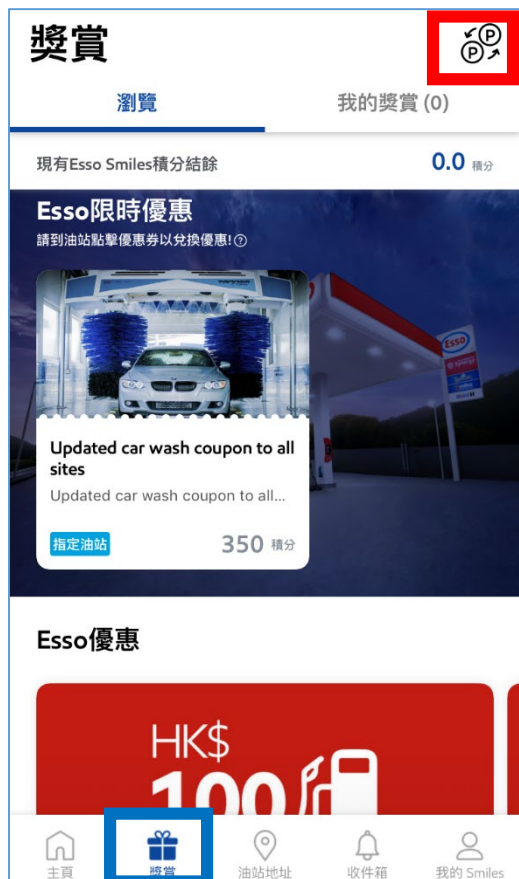 獎賞
P
P
瀏覽
我的獎賞 (0)
現有Esso Smiles積分結餘
0.0 積分
Esso限時優惠
請到油站點擊優惠券以兌換優惠!?
Esso
Updated car wash coupon to all
sites
Updated car wash coupon to all...
指定油站
350 積分
Esso優惠
HK$
100
主頁
獎賞
油站地址
收件箱
我的 Smiles